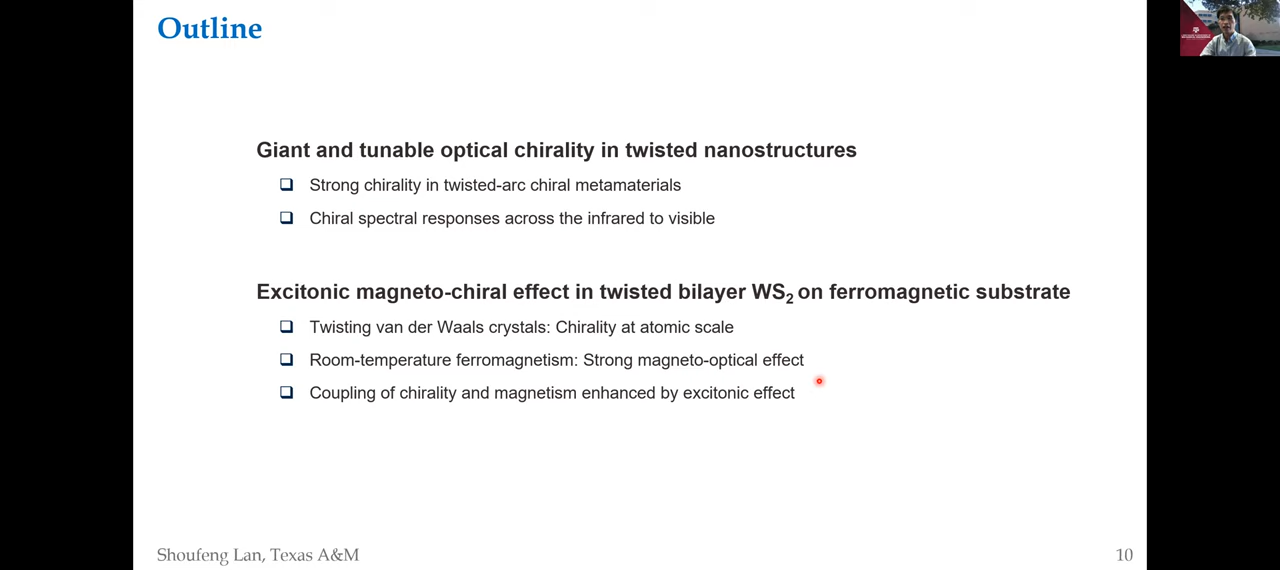 Outline
Giant and tunable optical chirality in twisted nanostructures
Strong chirality in twisted-arc chiral metamaterials
Chiral spectral responses across the infrared to visible
Excitonic magneto-chiral effect in twisted bilayer WS₂ on ferromagnetic substrate
Twisting van der Waals crystals: Chirality at atomic scale
Room-temperature ferromagnetism: Strong magneto-optical effect
Coupling of chirality and magnetism enhanced by excitonic effect
Shoufeng Lan, Texas A&M
10